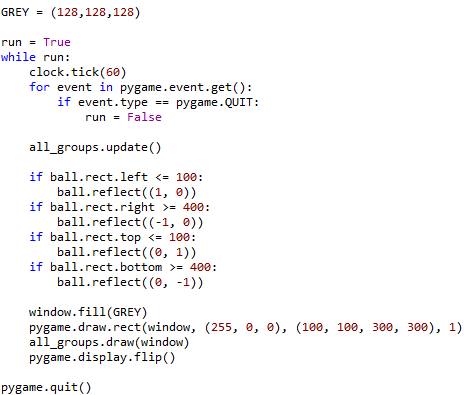 GREY = (128,128,128)

run = True
while run:
    clock.tick(60)
    for event in pygame.event.get():
        if event.type == pygame.QUIT:
            run = False

    all_groups.update()

    if ball.rect.left <= 100:
        ball.reflect((1, 0))
    if ball.rect.right >= 400:
        ball.reflect((-1, 0))
    if ball.rect.top <= 100:
        ball.reflect((0, 1))
    if ball.rect.bottom >= 400:
        ball.reflect((0, -1))

    window.fill(GREY)
    pygame.draw.rect(window, (255, 0, 0), (100, 100, 300, 300), 1)
    all_groups.draw(window)
    pygame.display.flip()

pygame.quit()